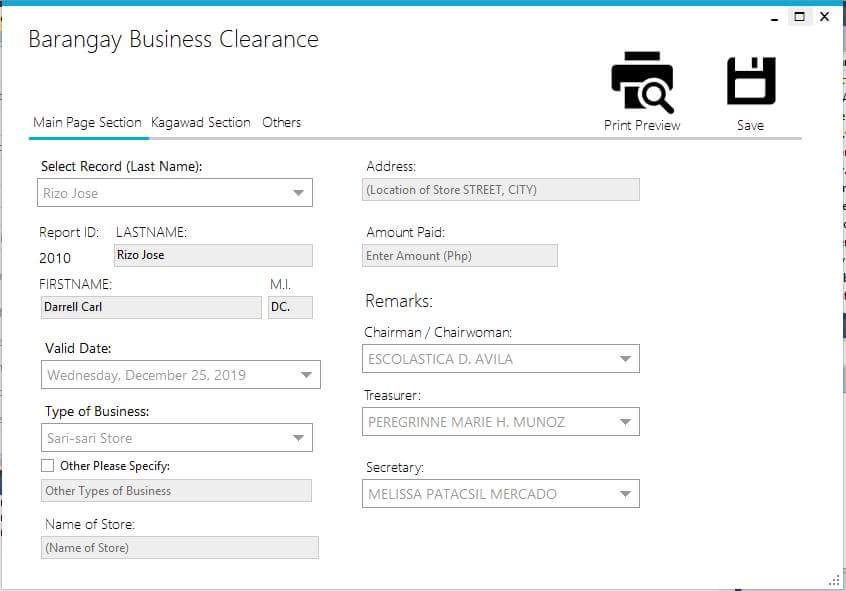 Barangay Business Clearance
Print Preview
Save
Main Page Section
Kagawad Section
Others
Select Record (Last Name):
Rizo Jose
Report ID:
LASTNAME:
2010
Rizo Jose
FIRSTNAME:
M.I.
Darrell Carl
DC.
Valid Date:
Wednesday, December 25, 2019
Type of Business:
Sari-sari Store
Other Please Specify:
Other Types of Business
Name of Store:
(Name of Store)
Address:
(Location of Store STREET, CITY)
Amount Paid:
Enter Amount (Php)
Remarks:
Chairman / Chairwoman:
ESCOLASTICA D. AVILA
Treasurer:
PEREGRINNE MARIE H. MUNOZ
Secretary:
MELISSA PATACSIL MERCADO